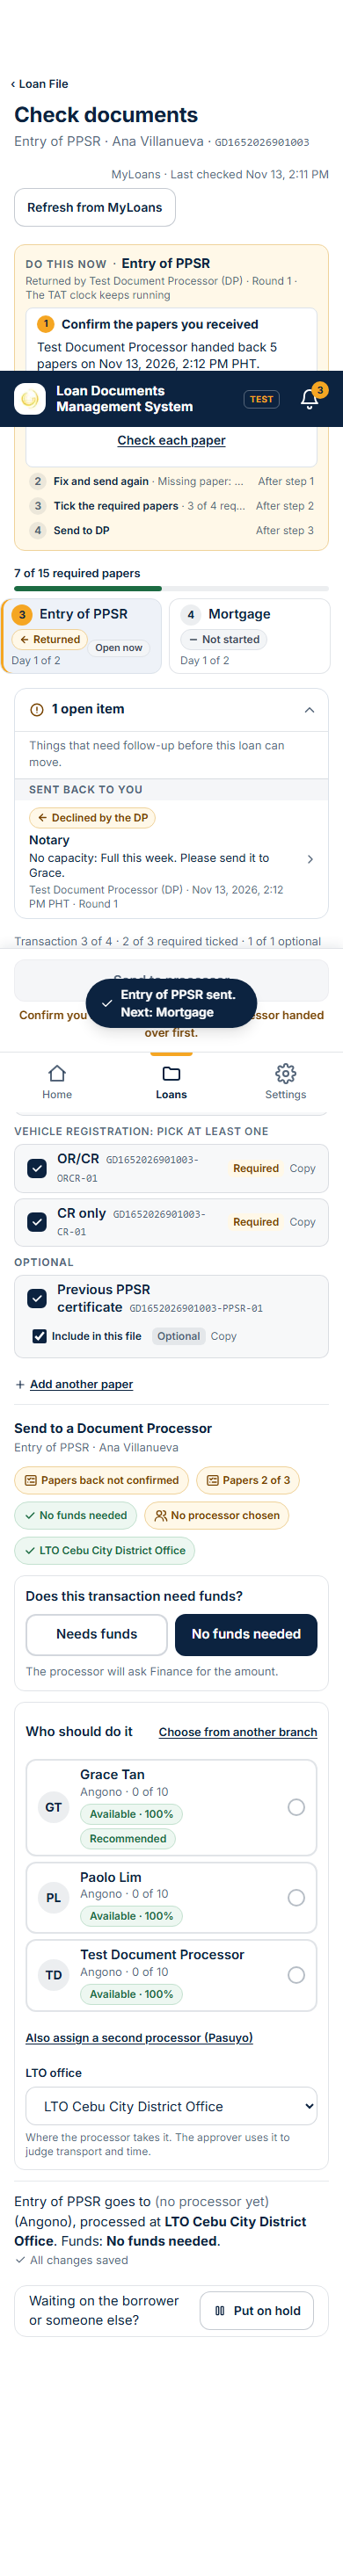 ‹ Loan File
Check documents
Entry of PPSR · Ana Villanueva · GD1652026901003
MyLoans · Last checked Nov 13, 2:11 PM
Refresh from MyLoans
DO THIS NOW · Entry of PPSR
Returned by Test Document Processor (DP) · Round 1 ·
The TAT clock keeps running
1 Confirm the papers you received
Test Document Processor handed back 5
papers on Nov 13, 2026, 2:12 PM PHT.
Loan Documents
Management System
TEST
3
Check each paper
2 Fix and send again · Missing paper: ... After step 1
3 Tick the required papers · 3 of 4 req... After step 2
4 Send to DP After step 3
7 of 15 required papers
3 Entry of PPSR
← Returned
Open now
Day 1 of 2
4 Mortgage
– Not started
Day 1 of 2
1 open item
Things that need follow-up before this loan can
move.
SENT BACK TO YOU
← Declined by the DP
Notary
No capacity: Full this week. Please send it to
Grace.
Test Document Processor (DP) · Nov 13, 2026, 2:12
PM PHT · Round 1
Transaction 3 of 4 · 2 of 3 required ticked · 1 of 1 optional
Entry of PPSR sent.
Next: Mortgage
Confirm you
handed
over first.
Home
Loans
Settings
VEHICLE REGISTRATION: PICK AT LEAST ONE
OR/CR GD1652026901003-
ORCR-01
Required Copy
CR only GD1652026901003-
CR-01
Required Copy
OPTIONAL
Previous PPSR
certificate GD1652026901003-PPSR-01
Include in this file Optional Copy
+ Add another paper
Send to a Document Processor
Entry of PPSR · Ana Villanueva
Papers back not confirmed
Papers 2 of 3
No funds needed
No processor chosen
LTO Cebu City District Office
Does this transaction need funds?
Needs funds
No funds needed
The processor will ask Finance for the amount.
Who should do it
Choose from another branch
GT
Grace Tan
Angono · 0 of 10
Available · 100%
Recommended
PL
Paolo Lim
Angono · 0 of 10
Available · 100%
TD
Test Document Processor
Angono · 0 of 10
Available · 100%
Also assign a second processor (Pasuyo)
LTO office
LTO Cebu City District Office
Where the processor takes it. The approver uses it to
judge transport and time.
Entry of PPSR goes to (no processor yet)
(Angono), processed at LTO Cebu City District
Office. Funds: No funds needed.
All changes saved
Waiting on the borrower
or someone else?
Put on hold